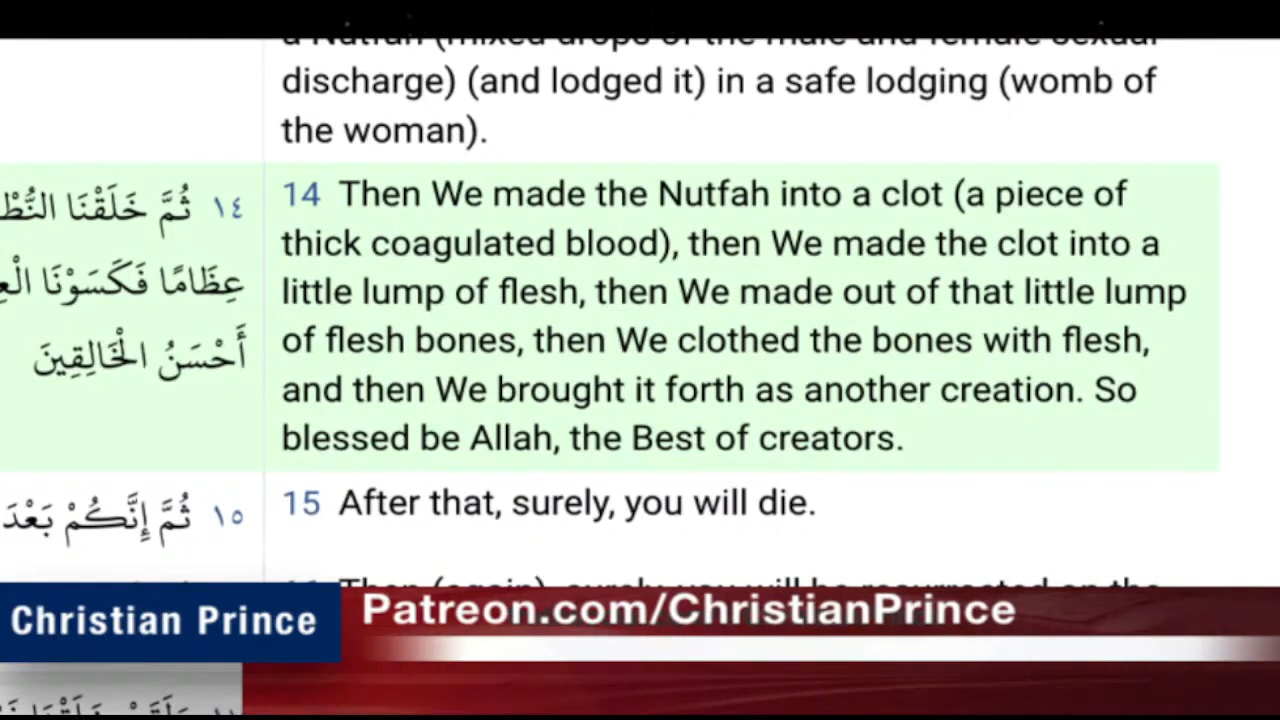 discharge) (and lodged it) in a safe lodging (womb of
the woman).
١٤ ثُمَّ خَلَقْنَا
14 Then We made the Nutfah into a clot (a piece of
thick coagulated blood), then We made the clot into a
عِظَامًا فَكَسَوْنَا
little lump of flesh, then We made out of that little lump
of flesh bones, then We clothed the bones with flesh,
أَحْسَنُ الْخَالِقِينَ
and then We brought it forth as another creation. So
blessed be Allah, the Best of creators.
١٥ ثُمَّ إِنَّكُمْ بَعْدَ
15 After that, surely, you will die.
Christian Prince
Patreon.com/ChristianPrince